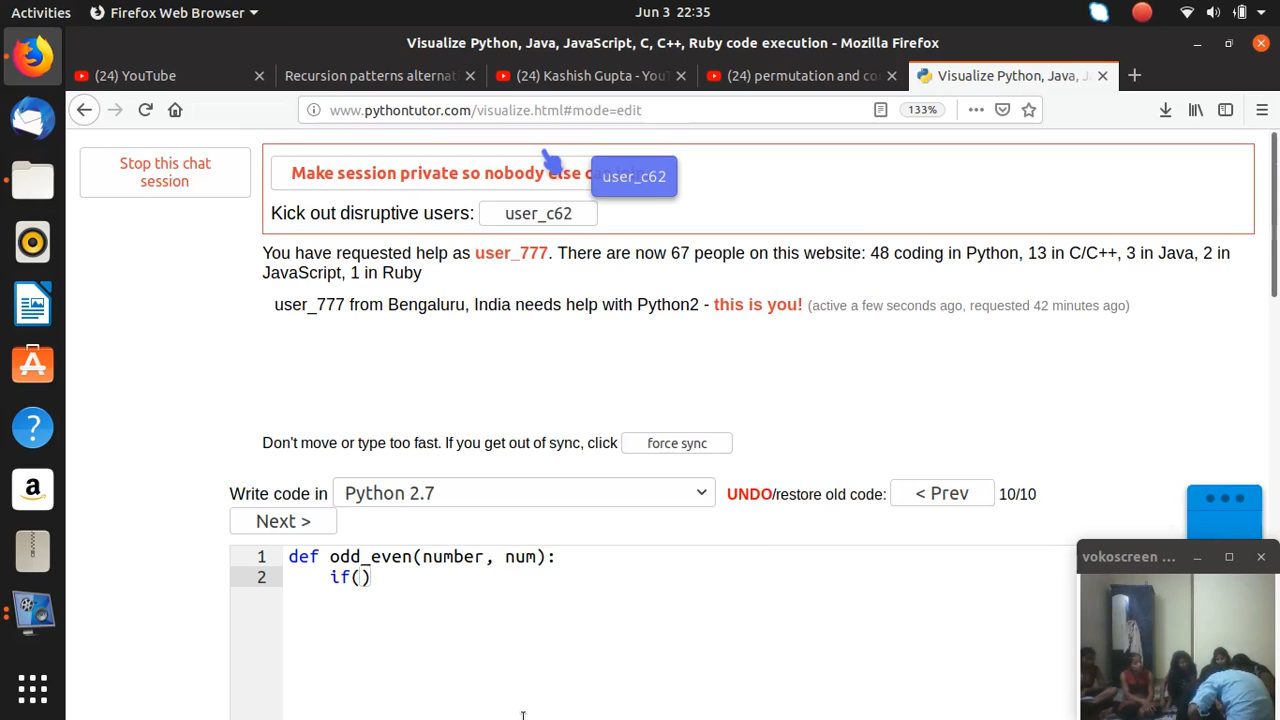 Activities
Firefox Web Browser
Jun 3 22:35
Visualize Python, Java, JavaScript, C, C++, Ruby code execution - Mozilla Firefox
(24) YouTube
Recursion patterns alternat
(24) Kashish Gupta - You
(24) permutation and co
Visualize Python, Java, J
www.pythontutor.com/visualize.html#mode=edit
133%
Stop this chat
session
Make session private so nobody else c
user_c62
Kick out disruptive users:
user_c62
You have requested help as user_777. There are now 67 people on this website: 48 coding in Python, 13 in C/C++, 3 in Java, 2 in
JavaScript, 1 in Ruby
user_777 from Bengaluru, India needs help with Python2 - this is you! (active a few seconds ago, requested 42 minutes ago)
Don't move or type too fast. If you get out of sync, click
force sync
Write code in
Python 2.7
UNDO/restore old code:
< Prev
10/10
Next >
1 def odd_even(number, num):
2     if()
vokoscreen ...